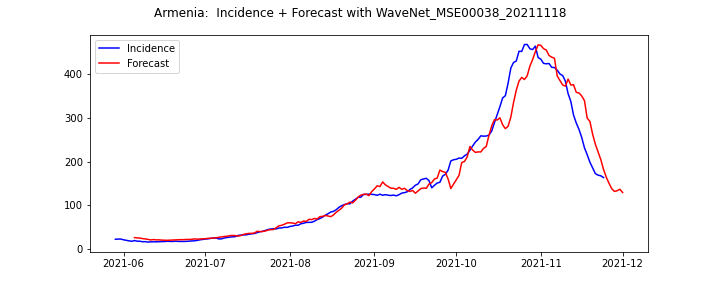 Armenia:  Incidence + Forecast with WaveNet_MSE00038_20211118
Incidence
Forecast
400
300
200
100
0
2021-06 2021-07 2021-08 2021-09 2021-10 2021-11 2021-12